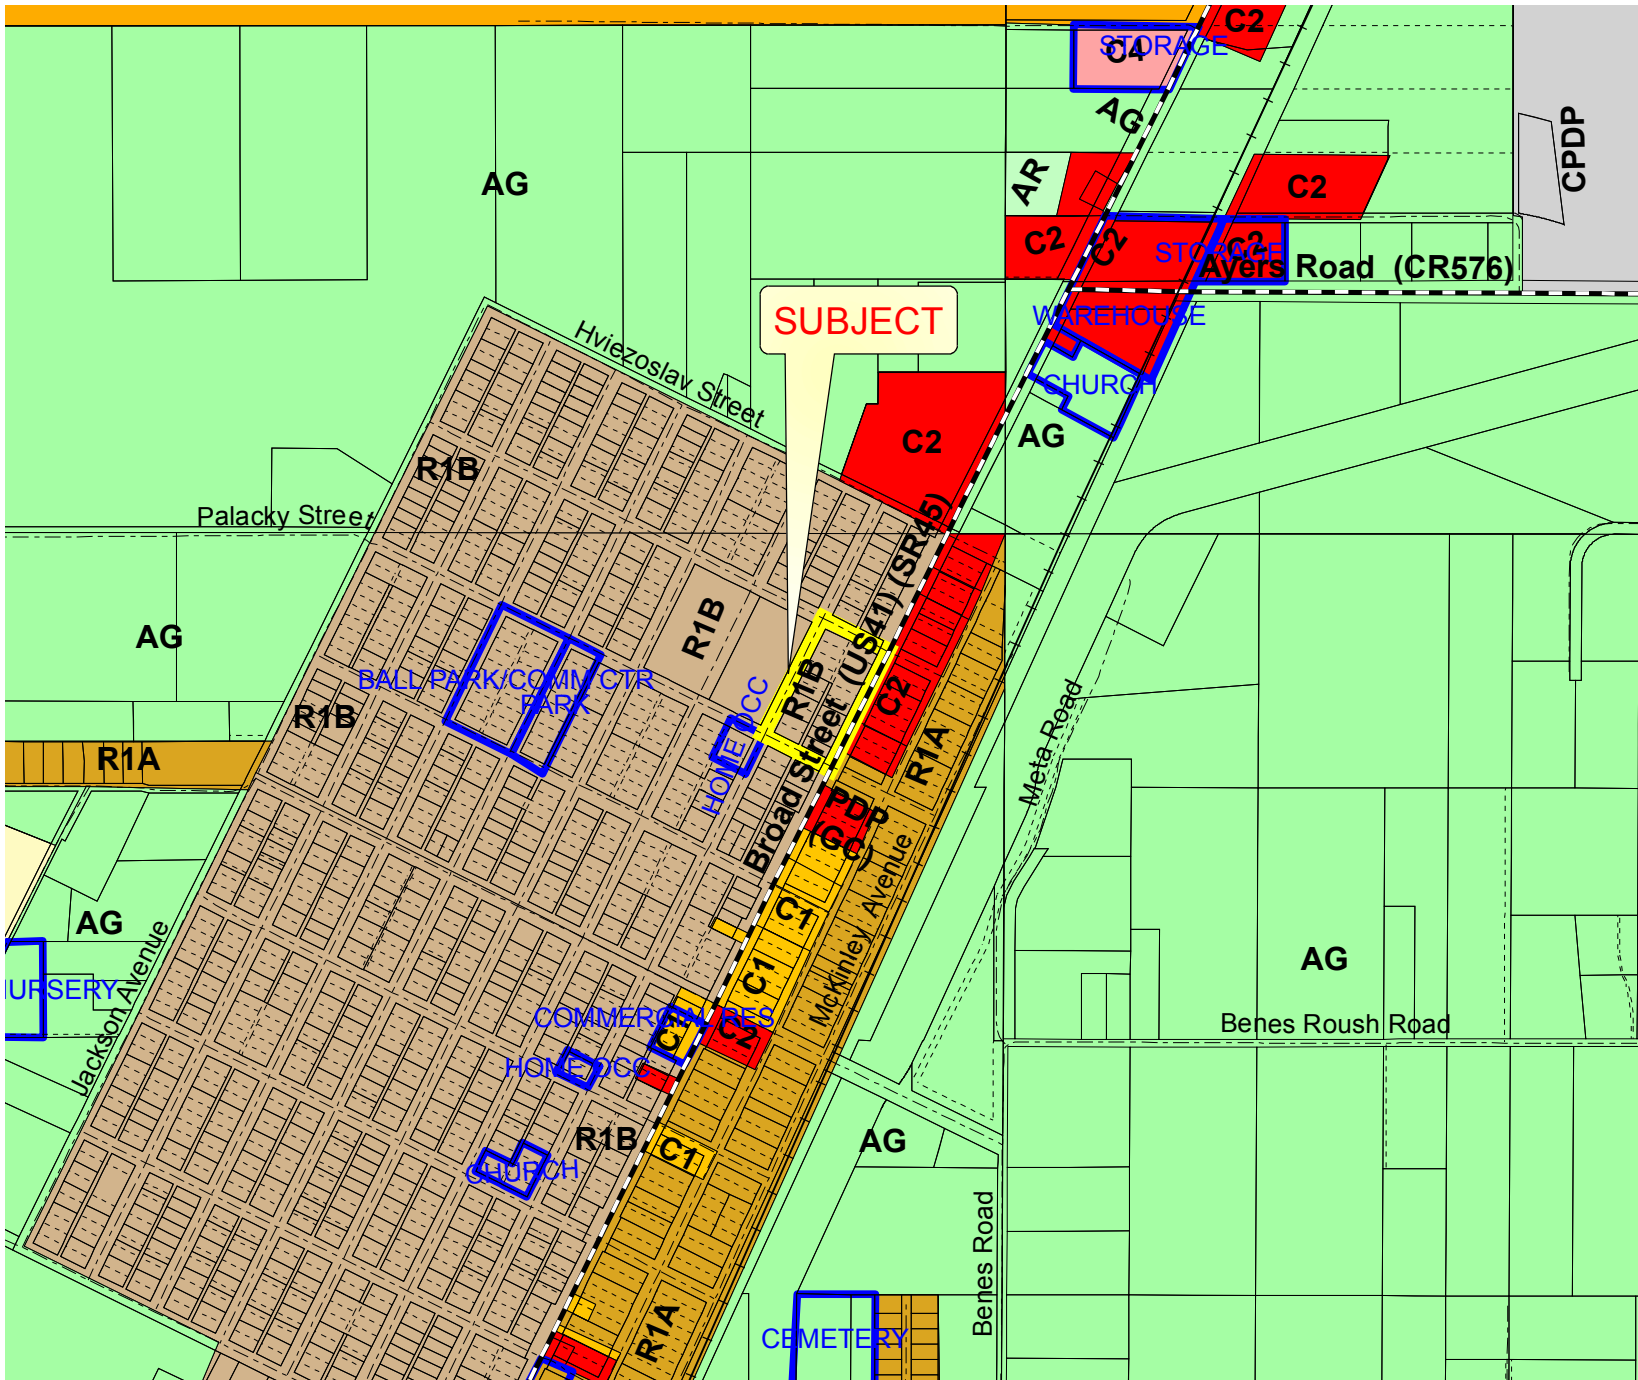 C2
STORAGE
C4
AG
CPDP
AG
AR
C2
C2
C2
STORAGE
C2
Ayers Road (CR576)
SUBJECT
WAREHOUSE
Hviezoslav Street
CHURCH
C2
AG
R1B
Palacky Street
Broad Street (US41) (SR45)
AG
R1B
BALL PARK/COMM CTR
PARK
R1B
C2
R1B
HOME OCC
R1A
R1A
Meta Road
PDP
(GC)
McKinley Avenue
AG
C1
AG
C1
NURSERY
Jackson Avenue
COMMERCIAL RES
C1
C2
Benes Roush Road
HOME OCC
R1B
C1
AG
CHURCH
Benes Road
R1A
CEMETERY